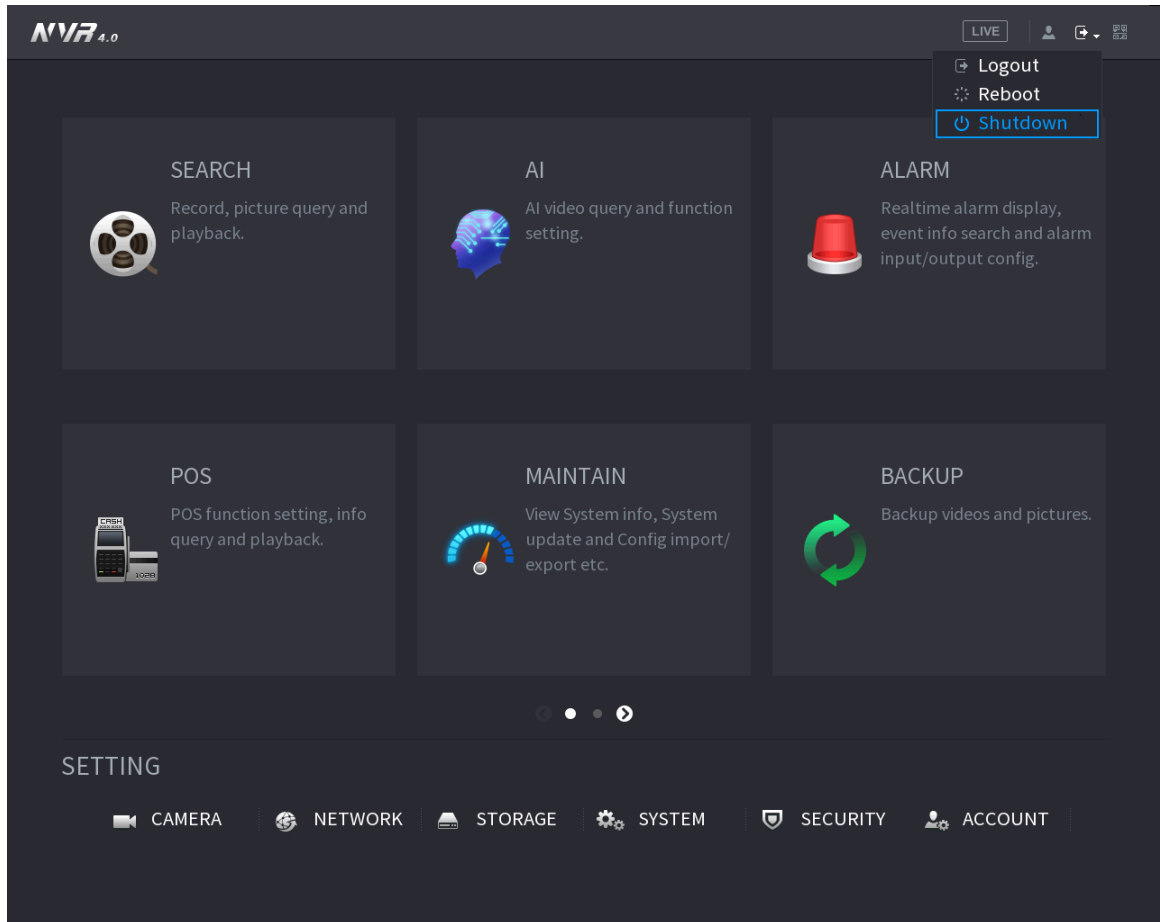 NVR 4.0
LIVE
Logout
Reboot
Shutdown
SEARCH
Record, picture query and
playback.
AI
AI video query and function
setting.
ALARM
Realtime alarm display,
event info search and alarm
input/output config.
POS
CASH
POS function setting, info
query and playback.
MAINTAIN
View System info, System
update and Config import/
export etc.
BACKUP
Backup videos and pictures.
SETTING
CAMERA
NETWORK
STORAGE
SYSTEM
SECURITY
ACCOUNT